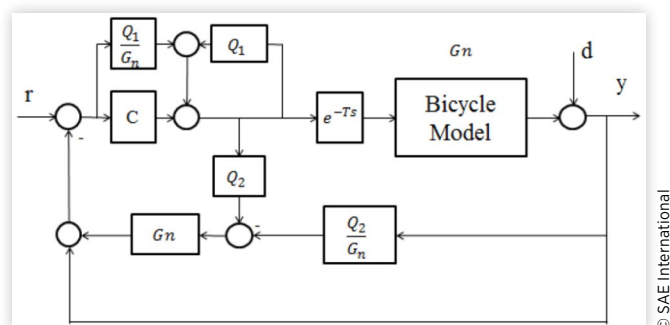 Q₁
Gₙ
Q₁
Gn
d
r
y
C
e⁻ᵀˢ
Bicycle
Model
-
Q₂
Gn
-
Q₂
Gₙ
© SAE International